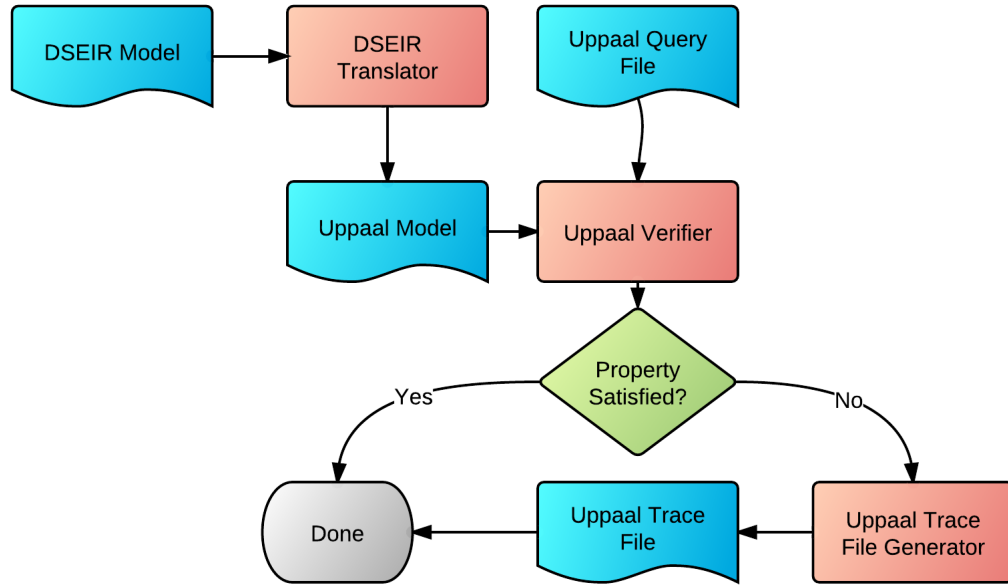 DSEIR Model
DSEIR
Translator
Uppaal Query
File
Uppaal Model
Uppaal Verifier
Property
Satisfied?
Yes
No
Done
Uppaal Trace
File
Uppaal Trace
File Generator